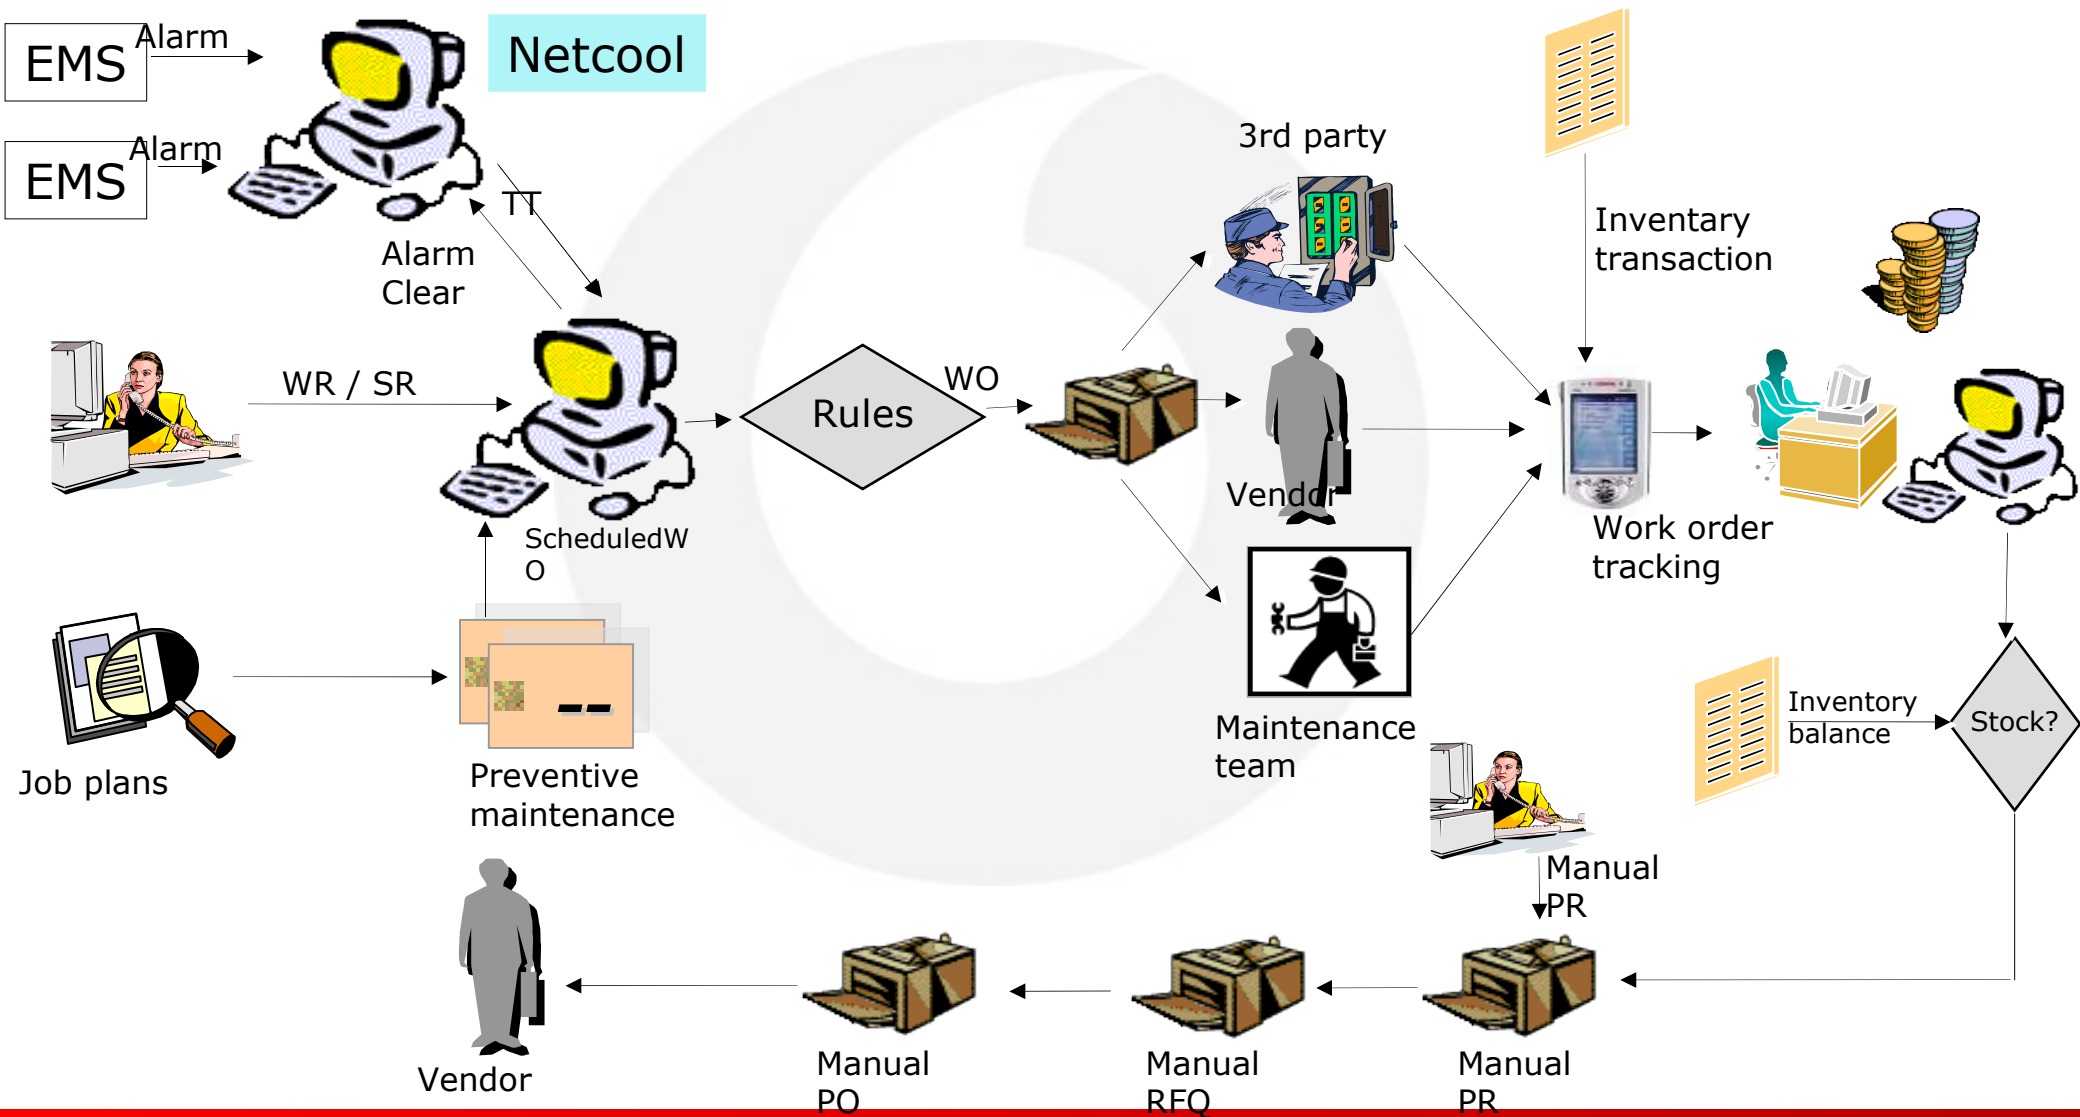 EMS
Alarm
Netcool
EMS
Alarm
TT
Alarm
Clear
3rd party
Inventary
transaction
WR / SR
Rules
WO
Vendor
ScheduledW
O
Work order
tracking
Job plans
Preventive
maintenance
Maintenance
team
Inventory
balance
Stock?
Manual
PR
Vendor
Manual
PO
Manual
RFQ
Manual
PR